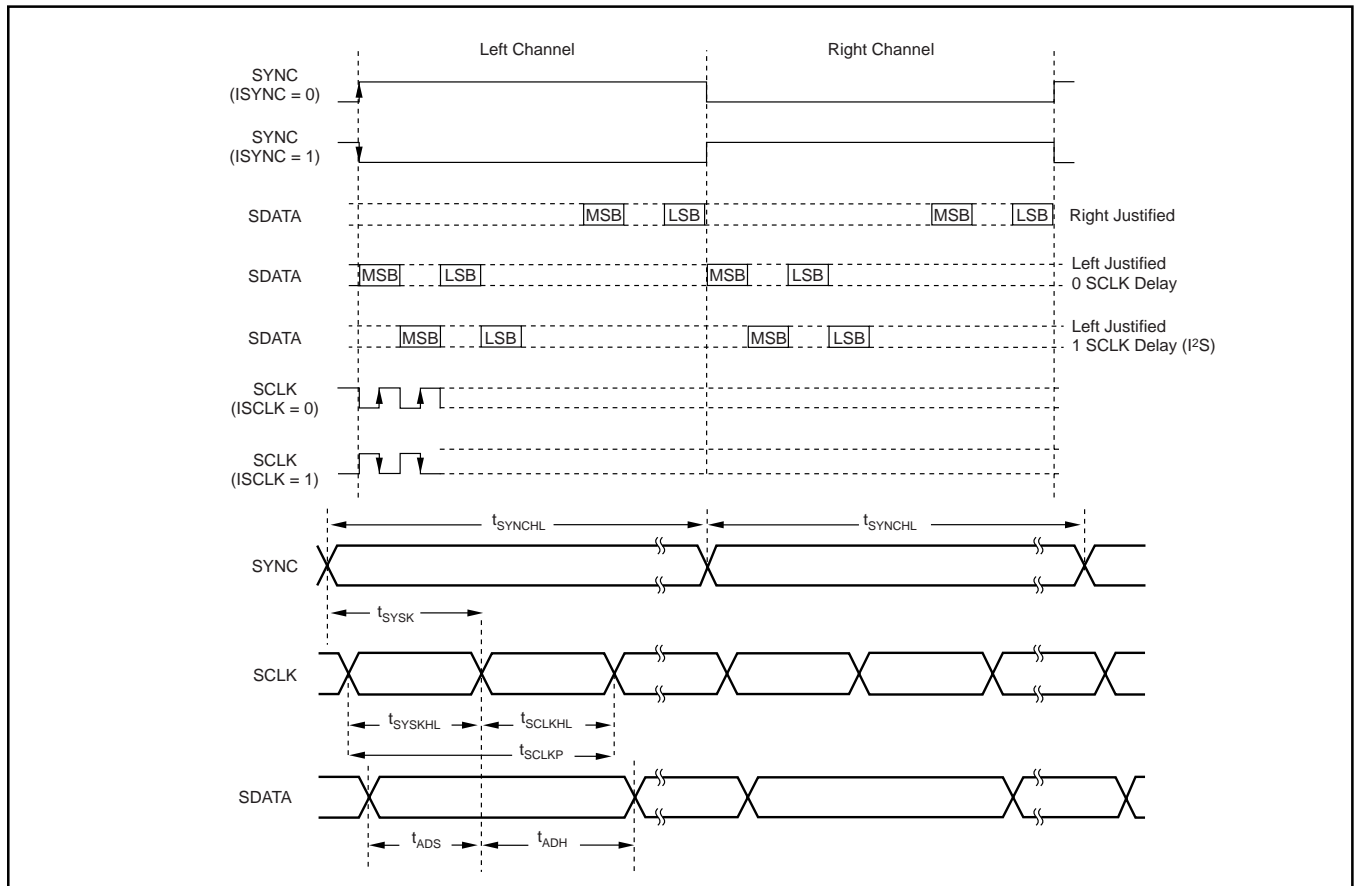 Left Channel Right Channel
SYNC
(ISYNC = 0)
SYNC
(ISYNC = 1)
SDATA MSB LSB MSB LSB Right Justified
SDATA MSB LSB MSB LSB Left Justified
0 SCLK Delay
SDATA MSB LSB MSB LSB Left Justified
1 SCLK Delay (I²S)
SCLK
(ISCLK = 0)
SCLK
(ISCLK = 1)
tSYNCHL tSYNCHL
SYNC
tSYSK
SCLK
tSYSKHL tSCLKHL
tSCLKP
SDATA
tADS tADH